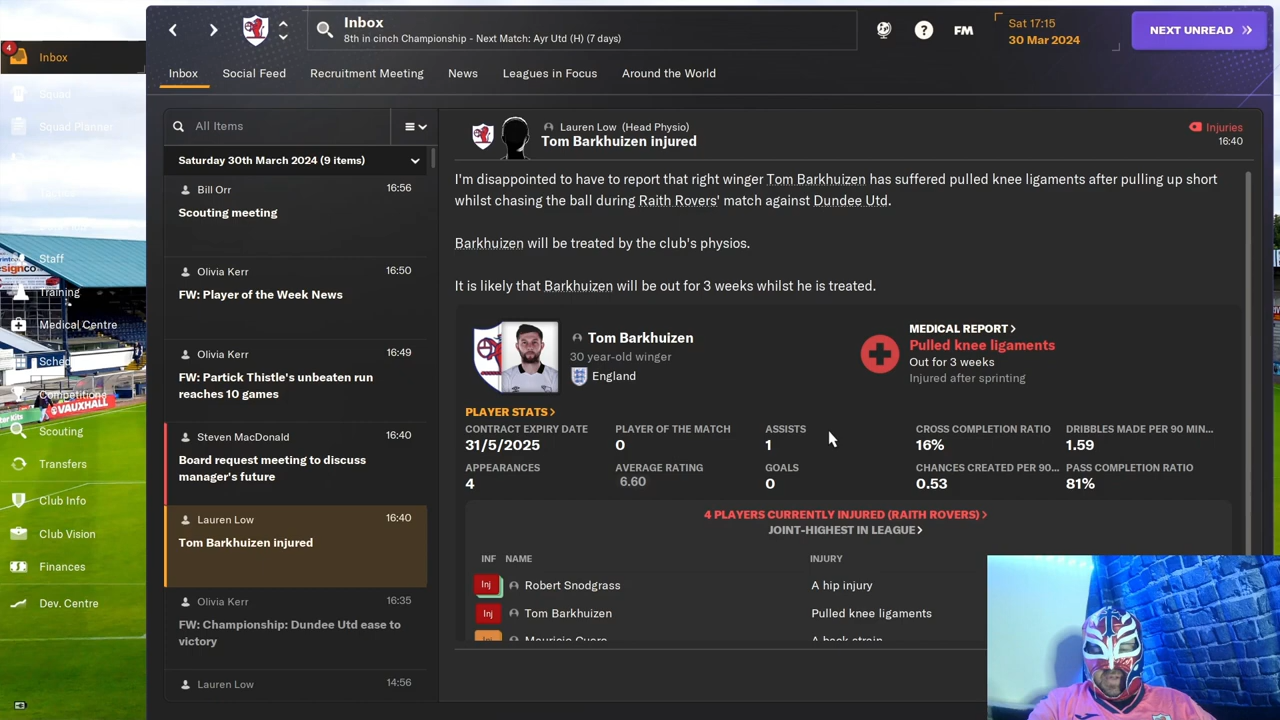 Inbox
8th in cinch Championship - Next Match: Ayr Utd (H) (7 days)
?
FM
Sat 17:15
30 Mar 2024
NEXT UNREAD
4
Inbox
Squad
Squad Planner
Staff
Training
Medical Centre
Sched
Competitions
VAUXHALL
Scouting
Transfers
Club Info
Club Vision
Finances
Dev. Centre
Inbox
Social Feed
Recruitment Meeting
News
Leagues in Focus
Around the World
All Items
Saturday 30th March 2024 (9 items)
Bill Orr 16:56
Scouting meeting
Olivia Kerr 16:50
FW: Player of the Week News
Olivia Kerr 16:49
FW: Partick Thistle's unbeaten run
reaches 10 games
Steven MacDonald 16:40
Board request meeting to discuss
manager's future
Lauren Low 16:40
Tom Barkhuizen injured
Olivia Kerr 16:35
FW: Championship: Dundee Utd ease to
victory
Lauren Low 14:56
Lauren Low (Head Physio)
Tom Barkhuizen injured
Injuries
16:40
I'm disappointed to have to report that right winger Tom Barkhuizen has suffered pulled knee ligaments after pulling up short
whilst chasing the ball during Raith Rovers' match against Dundee Utd.
Barkhuizen will be treated by the club's physios.
It is likely that Barkhuizen will be out for 3 weeks whilst he is treated.
Tom Barkhuizen
30 year-old winger
England
MEDICAL REPORT >
Pulled knee ligaments
Out for 3 weeks
Injured after sprinting
PLAYER STATS >
CONTRACT EXPIRY DATE PLAYER OF THE MATCH ASSISTS CROSS COMPLETION RATIO DRIBBLES MADE PER 90 MIN...
31/5/2025 0 1 16% 1.59
APPEARANCES AVERAGE RATING GOALS CHANCES CREATED PER 90... PASS COMPLETION RATIO
4 6.60 0 0.53 81%
4 PLAYERS CURRENTLY INJURED (RAITH ROVERS) >
JOINT-HIGHEST IN LEAGUE >
INF NAME INJURY
Inj Robert Snodgrass A hip injury
Inj Tom Barkhuizen Pulled knee ligaments